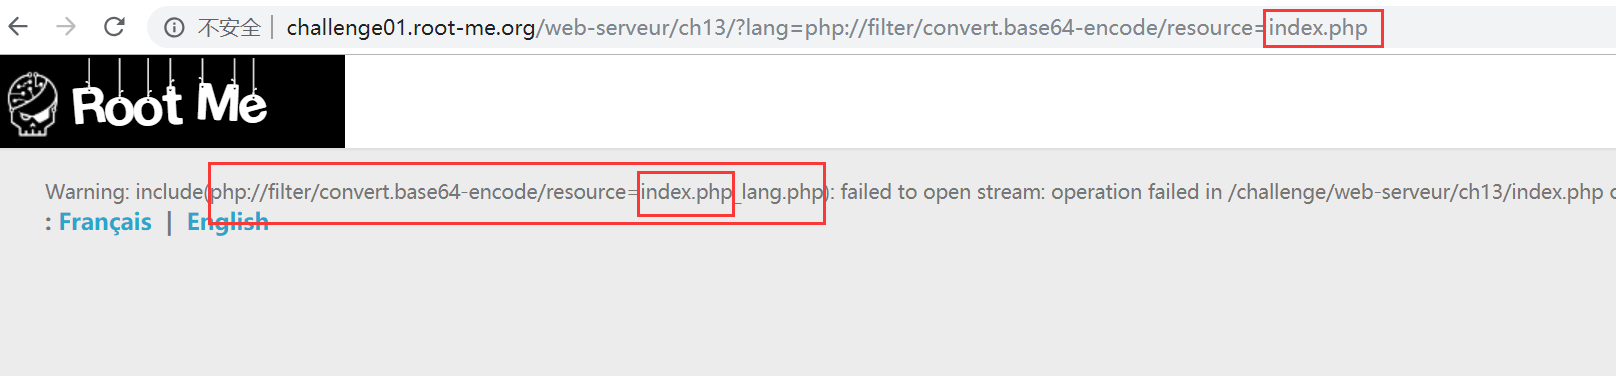 不安全 challenge01.root-me.org/web-serveur/ch13/?lang=php://filter/convert.base64-encode/resource=index.php
Root Me
Warning: include(php://filter/convert.base64-encode/resource=index.php_lang.php): failed to open stream: operation failed in /challenge/web-serveur/ch13/index.php
: Français | English